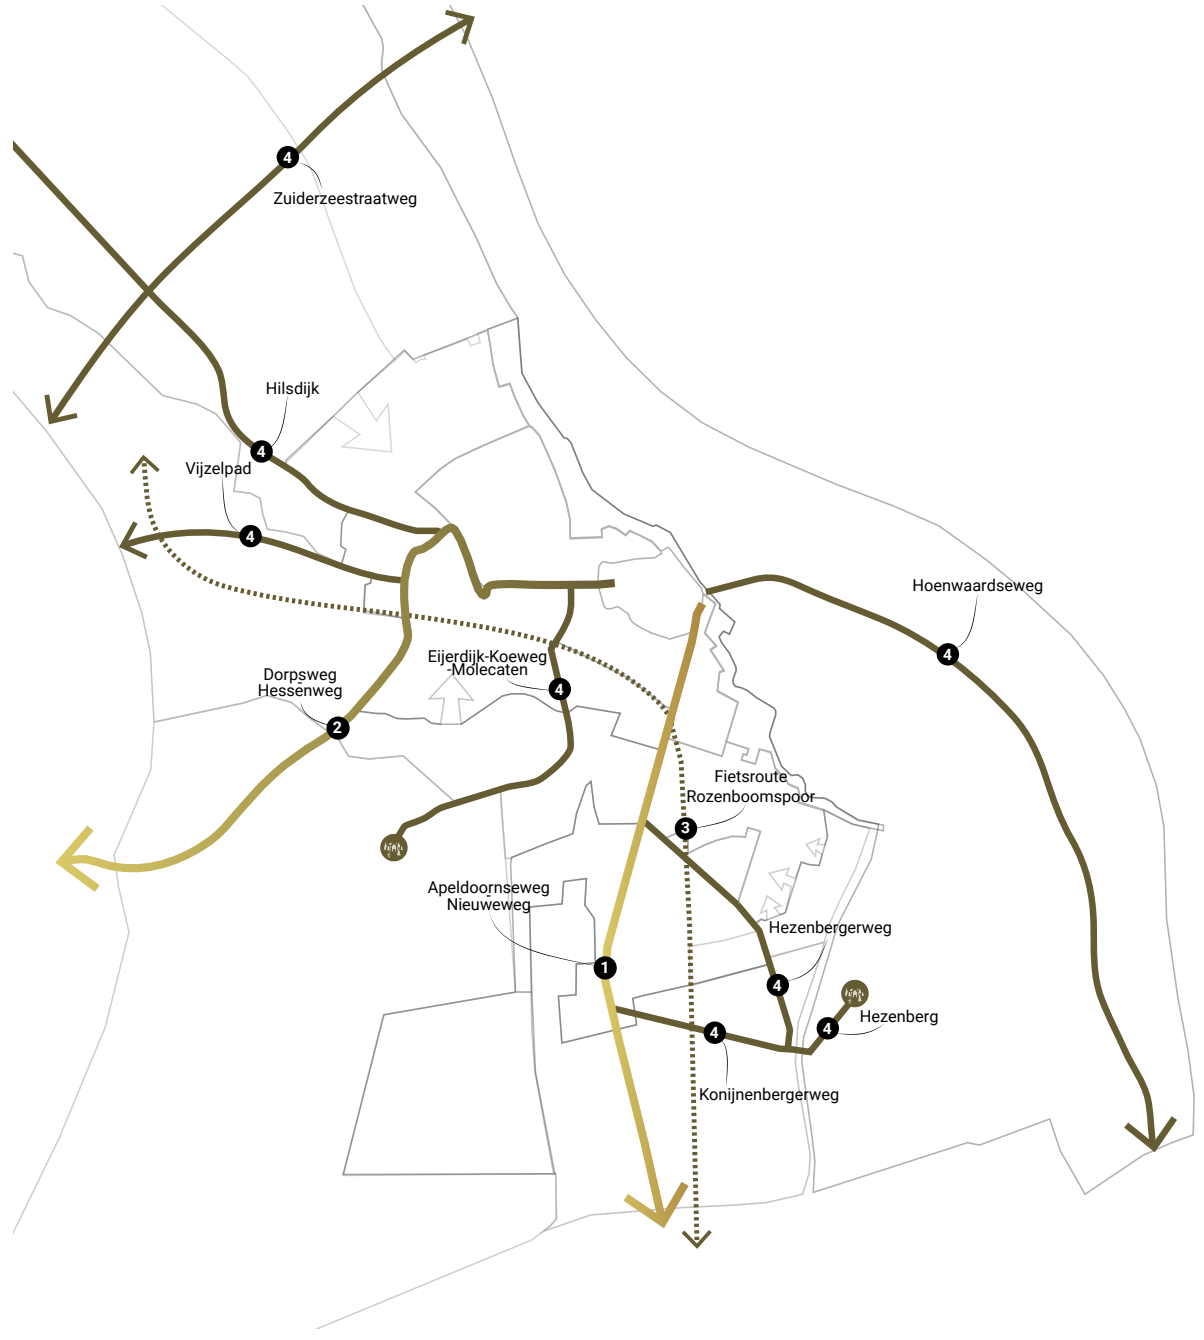 4
Zuiderzeestraatweg
Hilsdijk
4
Vijzelpad
4
Hoenwaardseweg
4
Eijerdijk-Koeweg
-Molecaten
4
Dorpsweg
Hessenweg
2
Fietsroute
Rozenboomspoor
3
Apeldoornseweg
Nieuweweg
1
Hezenbergerweg
4
Hezenberg
4
4
Konijnenbergerweg